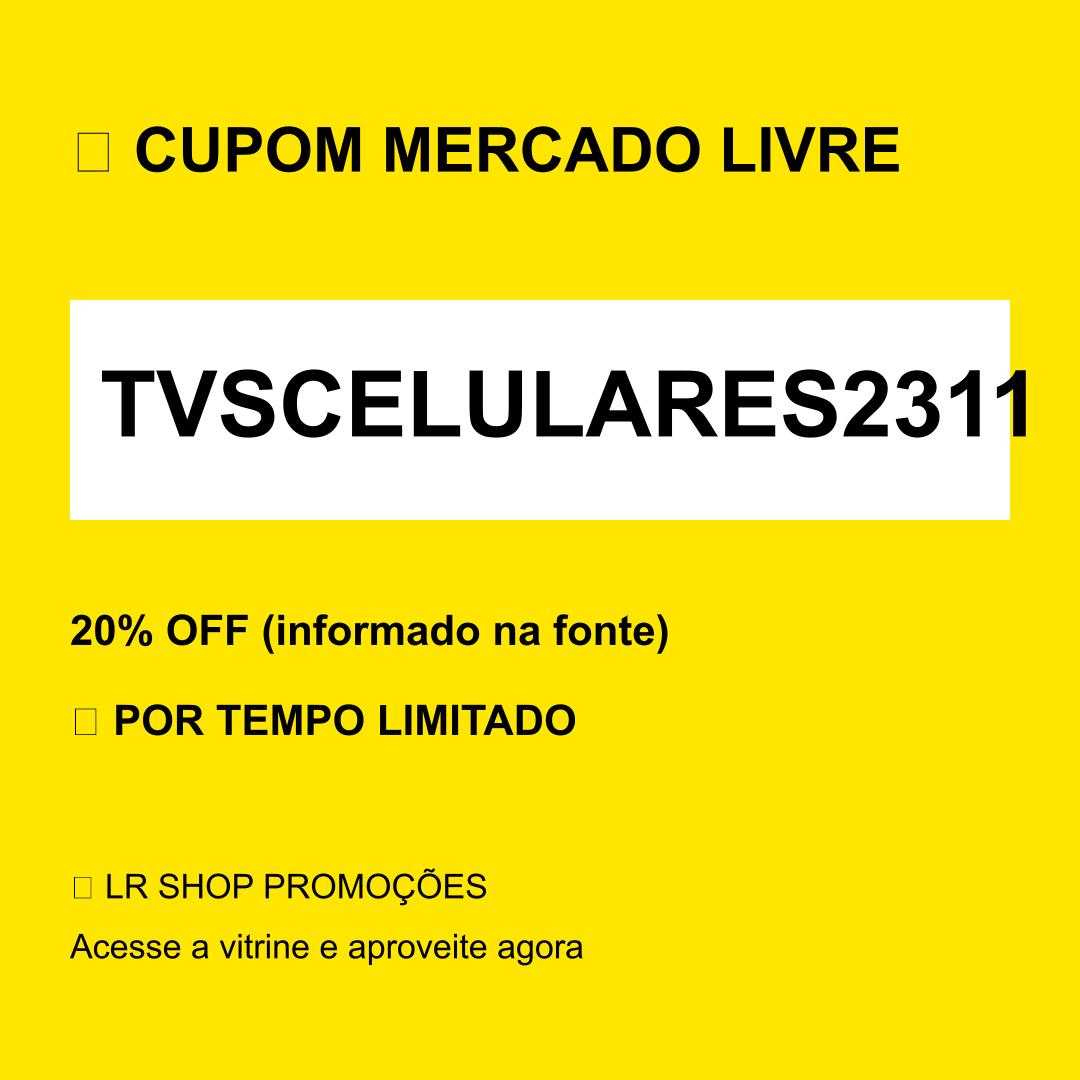 □ CUPOM MERCADO LIVRE
TVSCELULARES2311
20% OFF (informado na fonte)
□ POR TEMPO LIMITADO
□ LR SHOP PROMOÇÕES
Acesse a vitrine e aproveite agora